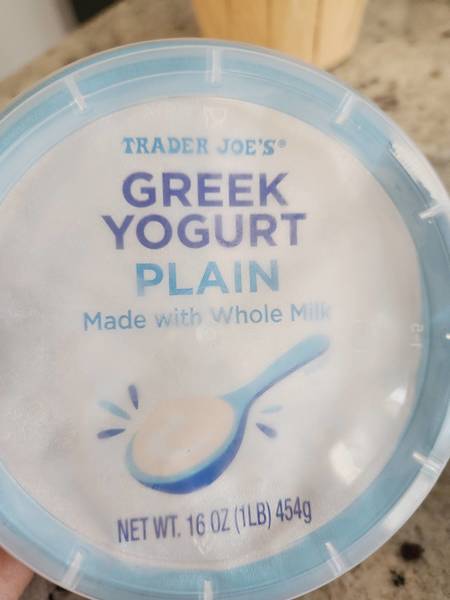 TRADER JOE'S®
GREEK
YOGURT
PLAIN
Made with Whole Milk
NET WT. 16 OZ (1LB) 454g